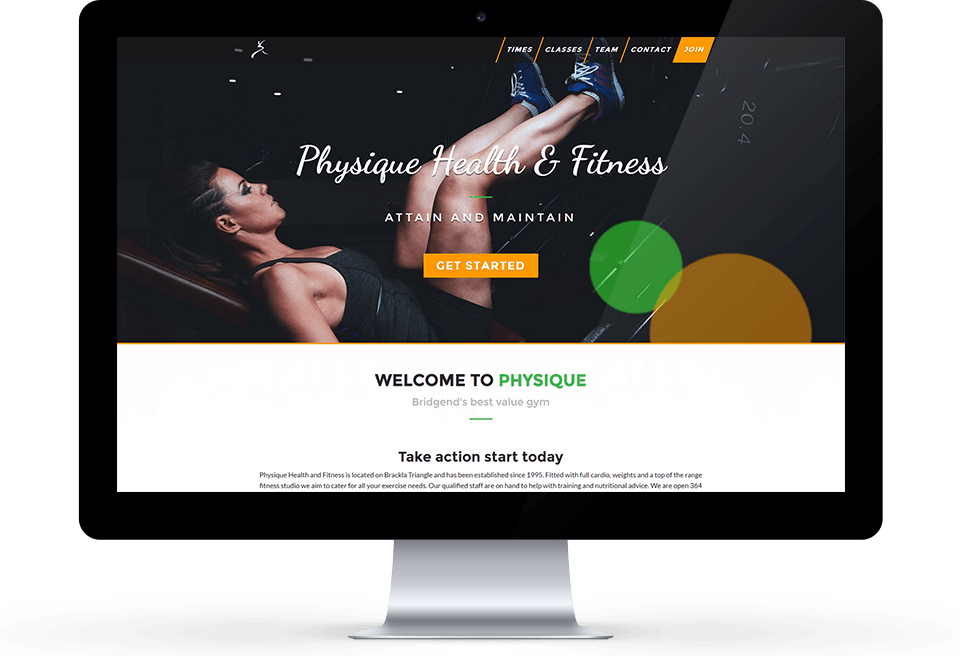 TIMES CLASSES TEAM CONTACT JOIN
20.4
Physique Health & Fitness
ATTAIN AND MAINTAIN
GET STARTED
WELCOME TO PHYSIQUE
Bridgend's best value gym
Take action start today
Physique Health and Fitness is located on Brackla Triangle and has been established since 1995. Fitted with full cardio, weights and a top of the range
fitness studio we aim to cater for all your exercise needs. Our qualified staff are on hand to help with training and nutritional advice. We are open 364